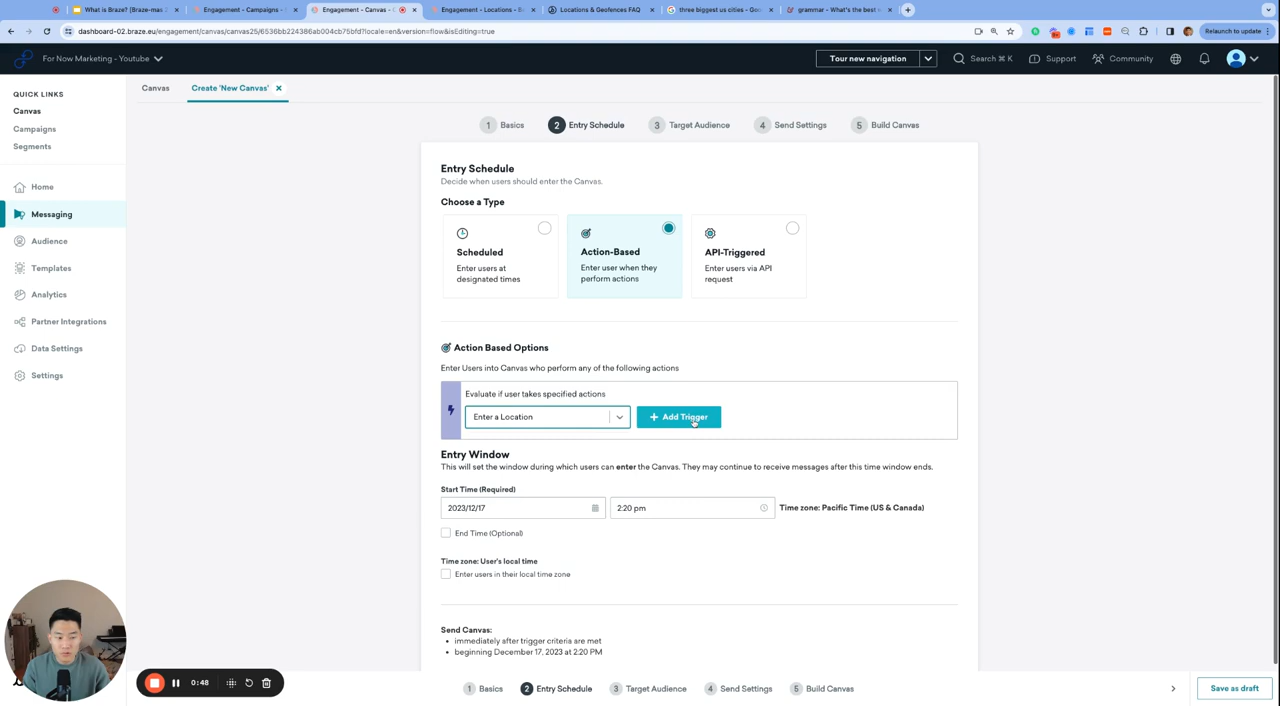 What is Braze? [Braze-mas
Engagement - Campaigns -
Engagement - Canvas -
Engagement - Locations -
Locations & Geofences FAQ
three biggest us cities - Goo
grammar - What's the best
dashboard-02.braze.eu/engagement/canvas/canvas25/6536bb224386ab004cb75bfd?locale=en&version=flow&isEditing=true
Relaunch to update
For Now Marketing - Youtube
Tour new navigation
Search ⌘ K
Support
Community
QUICK LINKS
Canvas
Campaigns
Segments
Home
Messaging
Audience
Templates
Analytics
Partner Integrations
Data Settings
Settings
Canvas
Create 'New Canvas'
1 Basics
2 Entry Schedule
3 Target Audience
4 Send Settings
5 Build Canvas
Entry Schedule
Decide when users should enter the Canvas.
Choose a Type
Scheduled
Enter users at
designated times
Action-Based
Enter user when they
perform actions
API-Triggered
Enter users via API
request
Action Based Options
Enter Users into Canvas who perform any of the following actions
Evaluate if user takes specified actions
Enter a Location
+ Add Trigger
Entry Window
This will set the window during which users can enter the Canvas. They may continue to receive messages after this time window ends.
Start Time (Required)
2023/12/17
2:20 pm
Time zone: Pacific Time (US & Canada)
End Time (Optional)
Time zone: User's local time
Enter users in their local time zone
Send Canvas:
• immediately after trigger criteria are met
• beginning December 17, 2023 at 2:20 PM
0:48
1 Basics
2 Entry Schedule
3 Target Audience
4 Send Settings
5 Build Canvas
Save as draft